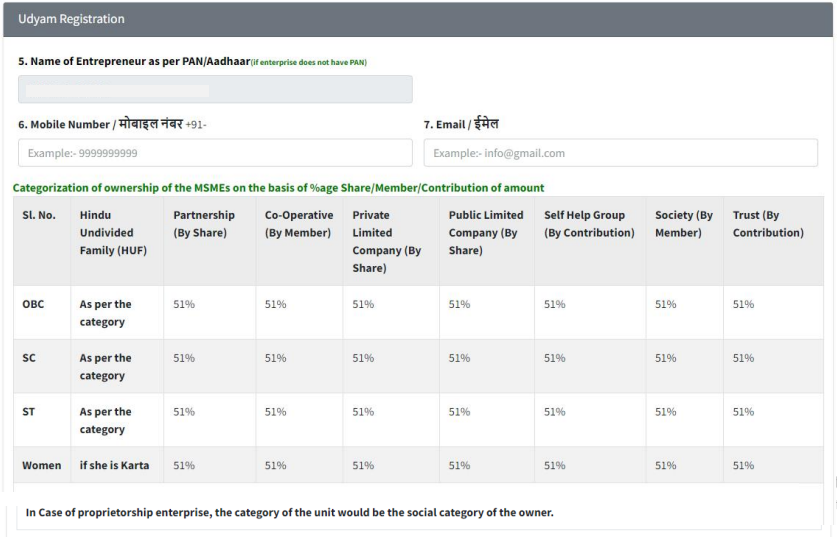 Udyam Registration
5. Name of Entrepreneur as per PAN/Aadhaar(if enterprise does not have PAN)
6. Mobile Number / मोबाइल नंबर +91-
7. Email / ईमेल
Example:- 9999999999
Example:- info@gmail.com
Categorization of ownership of the MSMEs on the basis of %age Share/Member/Contribution of amount
Sl. No.
Hindu
Undivided
Family (HUF)
Partnership
(By Share)
Co-Operative
(By Member)
Private
Limited
Company (By
Share)
Public Limited
Company (By
Share)
Self Help Group
(By Contribution)
Society (By
Member)
Trust (By
Contribution)
OBC
As per the
category
51%
51%
51%
51%
51%
51%
51%
SC
As per the
category
51%
51%
51%
51%
51%
51%
51%
ST
As per the
category
51%
51%
51%
51%
51%
51%
51%
Women
if she is Karta
51%
51%
51%
51%
51%
51%
51%
In Case of proprietorship enterprise, the category of the unit would be the social category of the owner.